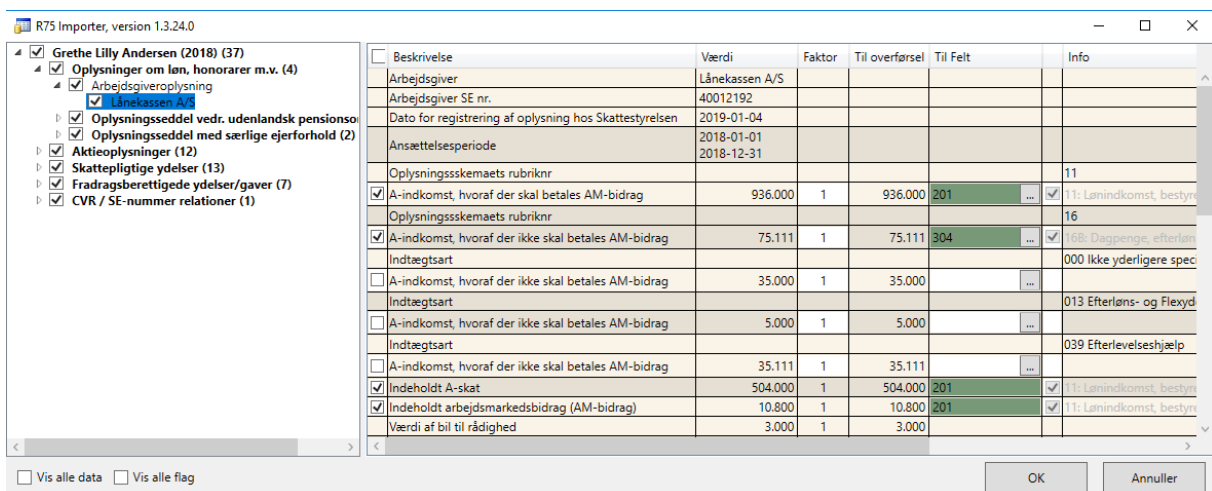 R75 Importer, version 1.3.24.0
Grethe Lilly Andersen (2018) (37)
Oplysninger om løn, honorarer m.v. (4)
Arbejdsgiveroplysning
Lånekassen A/S
Oplysningsseddel vedr. udenlandsk pensionso
Oplysningsseddel med særlige ejerforhold (2)
Aktieoplysninger (12)
Skattepligtige ydelser (13)
Fradragsberettigede ydelser/gaver (7)
CVR / SE-nummer relationer (1)
Beskrivelse Værdi Faktor Til overførsel Til Felt Info
Arbejdsgiver Lånekassen A/S
Arbejdsgiver SE nr. 40012192
Dato for registrering af oplysning hos Skattestyrelsen 2019-01-04
Ansættelsesperiode 2018-01-01
2018-12-31
Oplysningssskemaets rubriknr 11
A-indkomst, hvoraf der skal betales AM-bidrag 936.000 1 936.000 201 ... 11: Lønindkomst, bestyre
Oplysningssskemaets rubriknr 16
A-indkomst, hvoraf der ikke skal betales AM-bidrag 75.111 1 75.111 304 ... 16B: Dagpenge, efterløn
Indtægtsart 000 Ikke yderligere speci
A-indkomst, hvoraf der ikke skal betales AM-bidrag 35.000 1 35.000 ...
Indtægtsart 013 Efterløns- og Flexyd
A-indkomst, hvoraf der ikke skal betales AM-bidrag 5.000 1 5.000 ...
Indtægtsart 039 Efterlevelseshjælp
A-indkomst, hvoraf der ikke skal betales AM-bidrag 35.111 1 35.111 ...
Indeholdt A-skat 504.000 1 504.000 201 11: Lønindkomst, bestyre
Indeholdt arbejdsmarkedsbidrag (AM-bidrag) 10.800 1 10.800 201 11: Lønindkomst, bestyre
Værdi af bil til rådighed 3.000 1 3.000
Vis alle data Vis alle flag OK Annuller